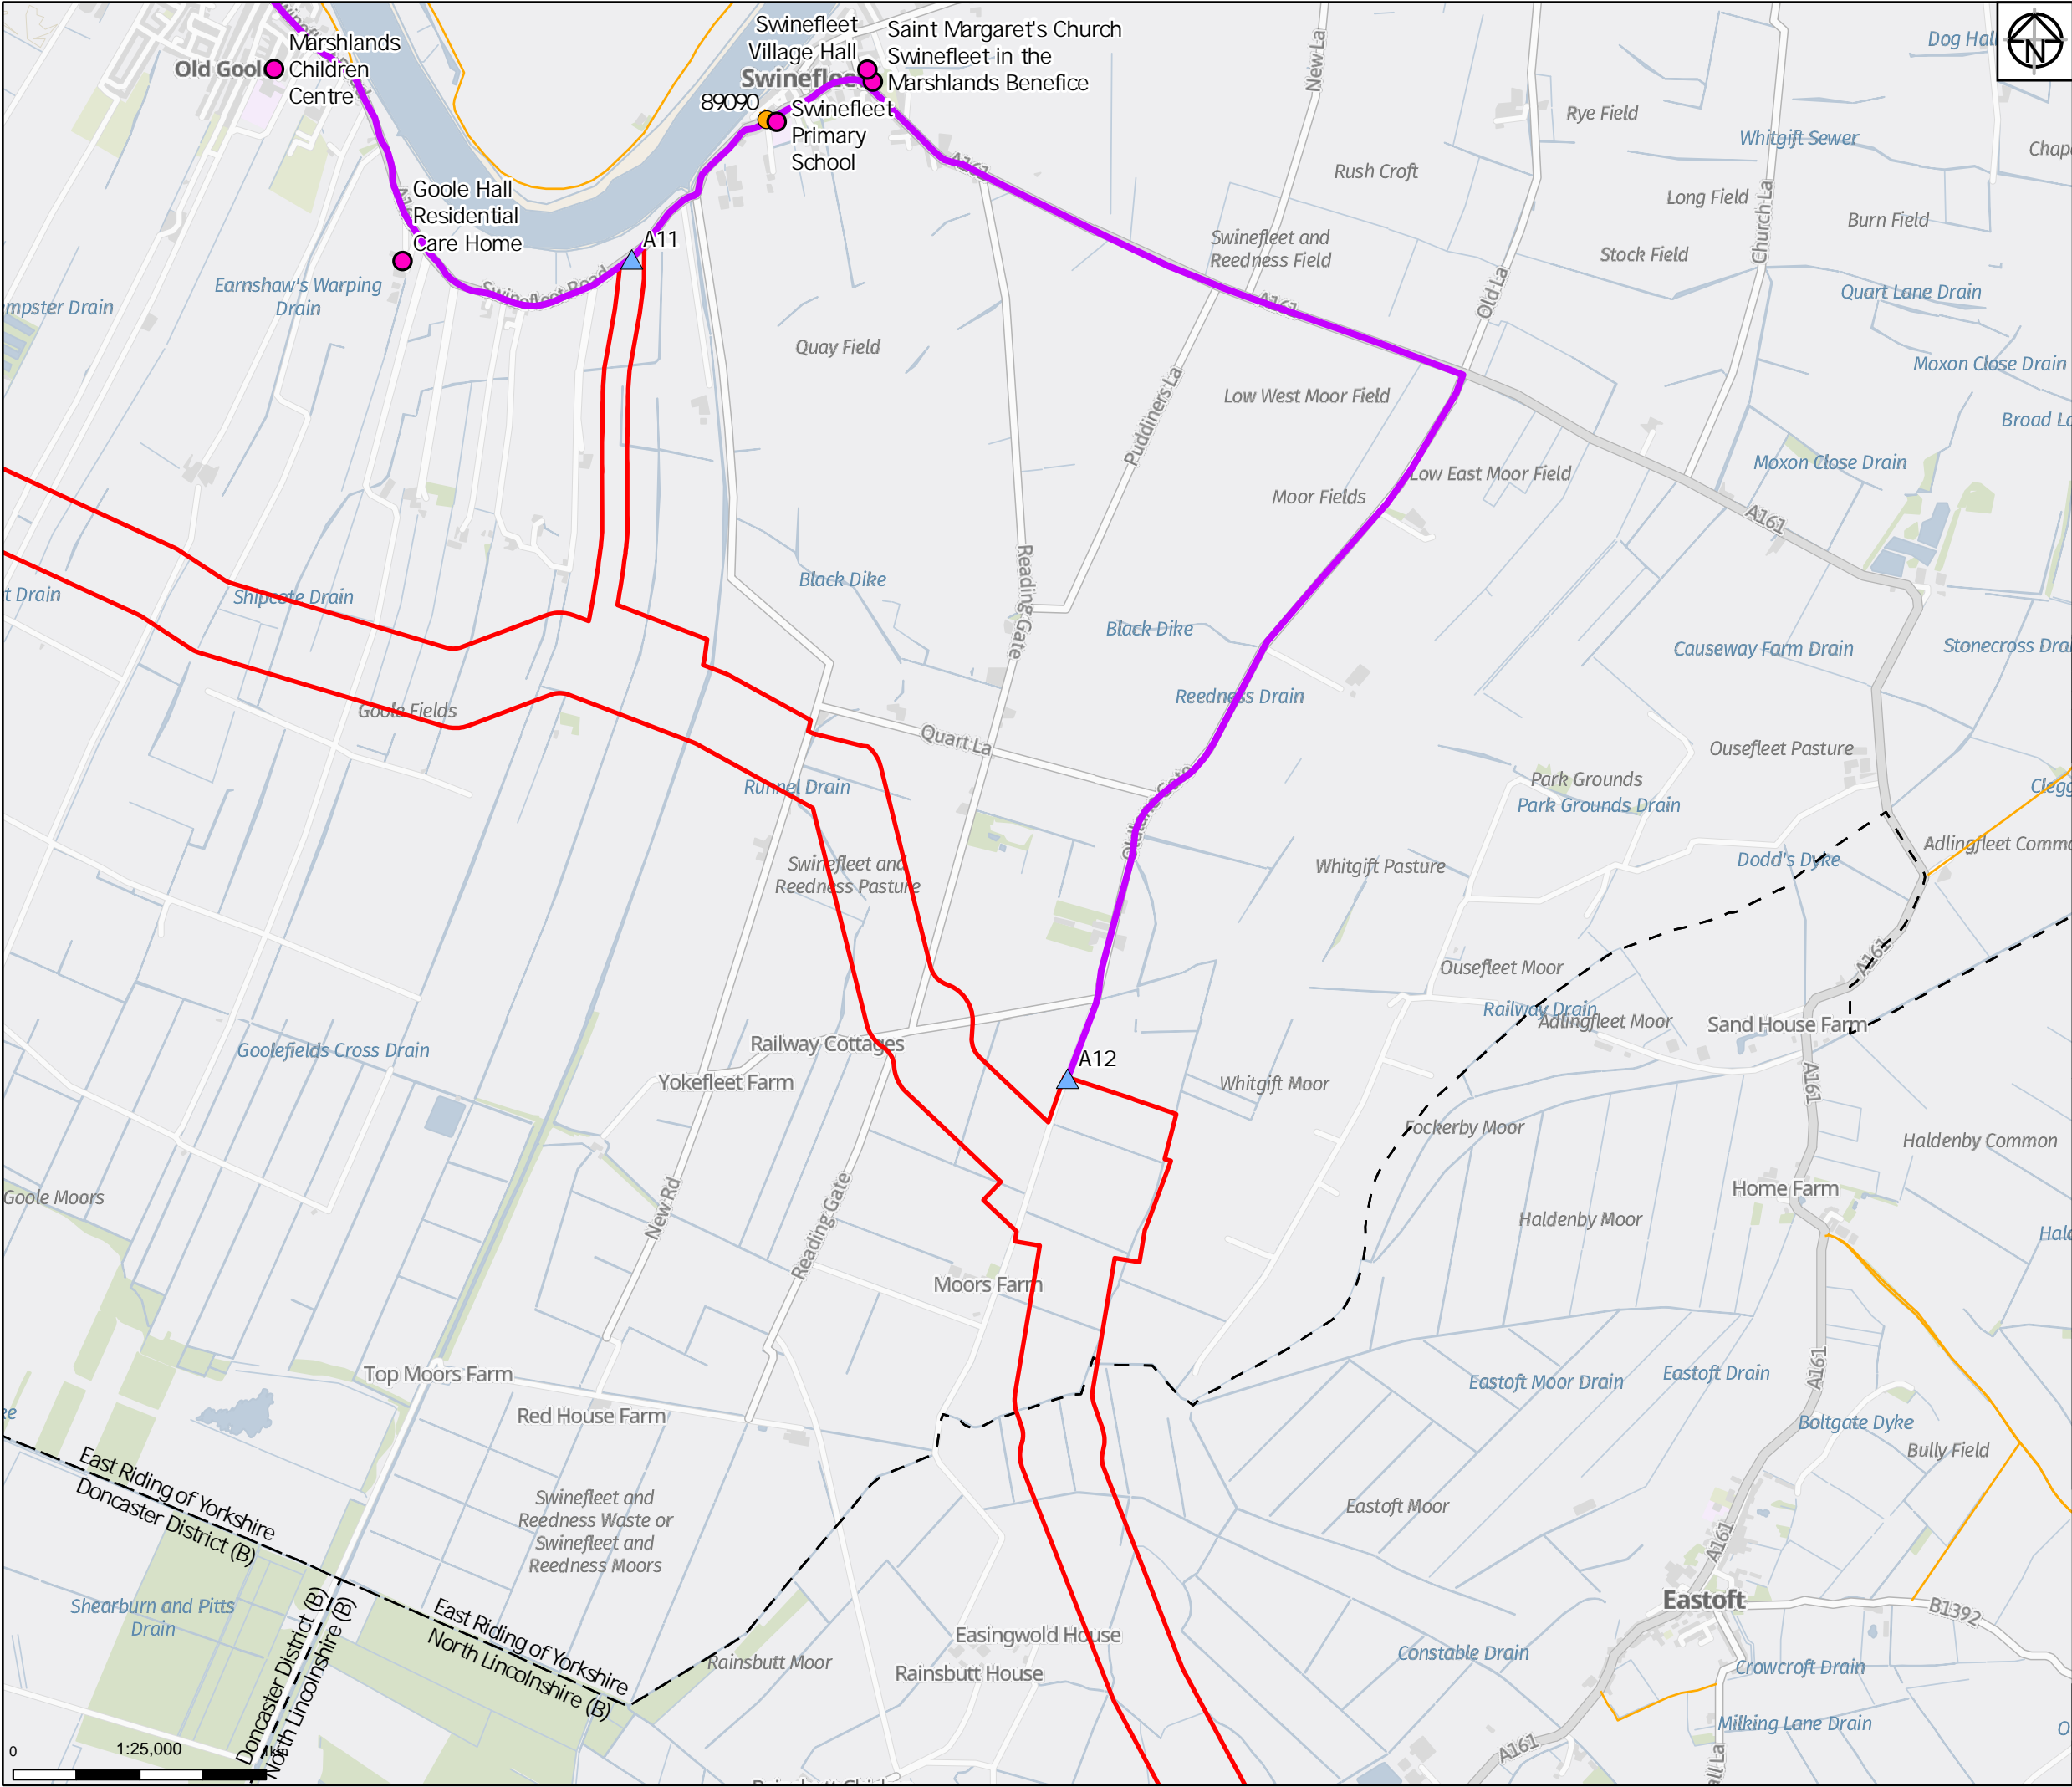 Swinefleet
Village Hall
Saint Margaret's Church
Swinefleet in the
Marshlands Benefice
Marshlands
Children
Centre
Old Gool
Swinefleet
89090
Swinefleet
Primary
School
N
Dog Hall
New La
Rye Field
Whitgift Sewer
Rush Croft
Long Field
Church La
Burn Field
Goole Hall
Residential
Care Home
A11
A161
Swinefleet and
Reedness Field
Stock Field
Earnshaw's Warping
Drain
Swinefleet Road
Quart Lane Drain
Old La
A161
Quay Field
Moxon Close Drain
Puddiners La
Low West Moor Field
Moxon Close Drain
Low East Moor Field
Moor Fields
A161
Black Dike
Reading Gate
Shipcote Drain
Black Dike
Causeway Farm Drain
Reedness Drain
Goole Fields
Quart La
Ousefleet Pasture
Park Grounds
Park Grounds Drain
Runnel Drain
Swinefleet and
Reedness Pasture
Whitgift Pasture
Dodd's Dyke
A161
Ousefleet Moor
Railway Drain
Adlingfleet Moor
Sand House Farm
Railway Cottages
Goolefields Cross Drain
A12
Yokefleet Farm
Whitgift Moor
A161
Fockerby Moor
Haldenby Common
Goole Moors
New Rd
Reading Gate
Home Farm
Haldenby Moor
Moors Farm
Top Moors Farm
Eastoft Moor Drain
Eastoft Drain
A161
Red House Farm
Boltgate Dyke
Bully Field
East Riding of Yorkshire
Doncaster District (B)
Swinefleet and
Reedness Waste or
Swinefleet and
Reedness Moors
Eastoft Moor
A161
Shearburn and Pitts
Drain
Doncaster District (B)
North Lincolnshire (B)
East Riding of Yorkshire
North Lincolnshire (B)
Eastoft
B1392
Easingwold House
Rainsbutt House
Rainsbutt Moor
Constable Drain
Crowcroft Drain
Milking Lane Drain
A161
0
1:25,000